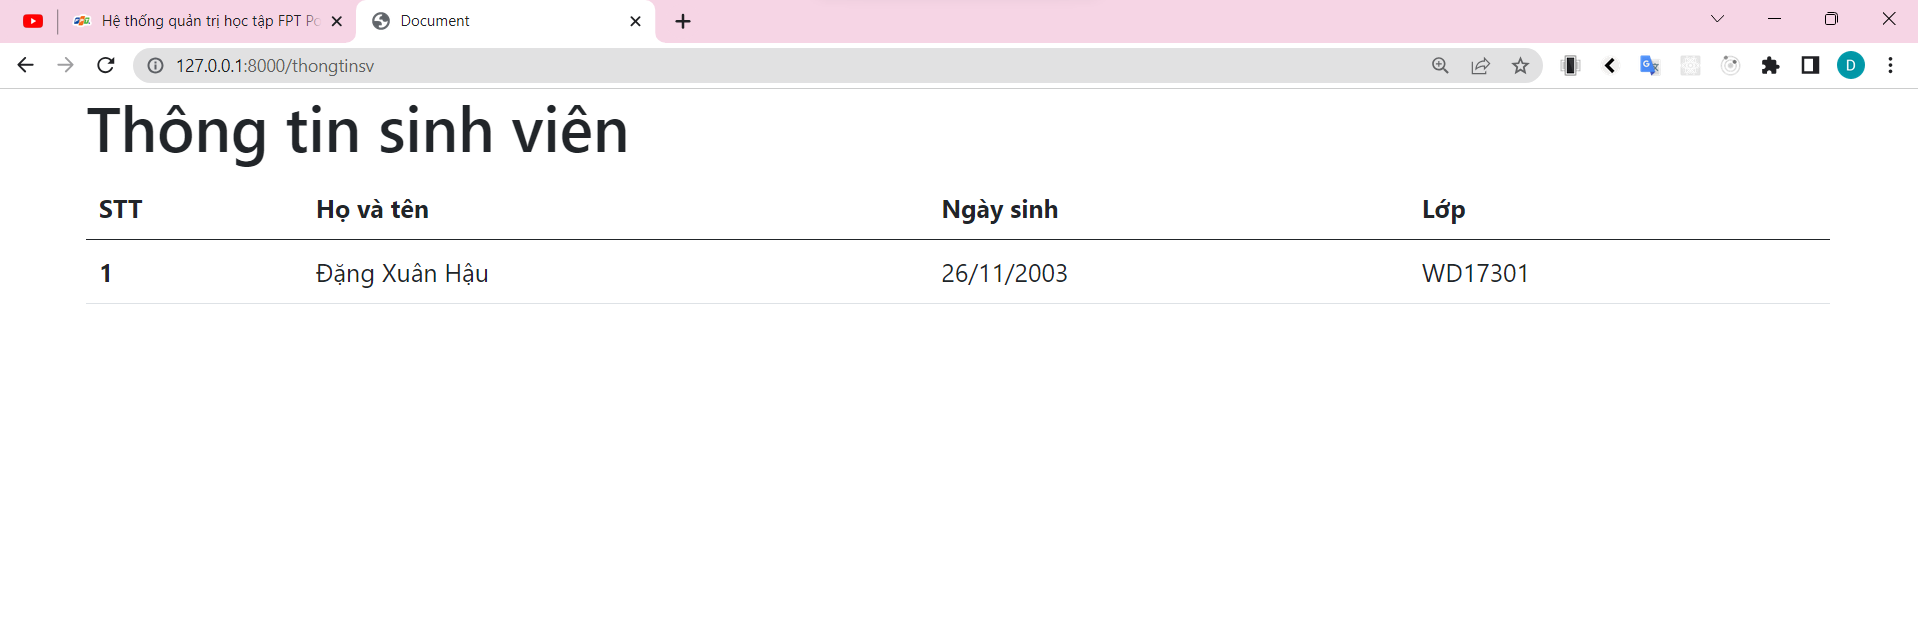 Hệ thống quản trị học tập FPT Po
Document
127.0.0.1:8000/thongtinsv
D
Thông tin sinh viên
STT Họ và tên Ngày sinh Lớp
1 Đặng Xuân Hậu 26/11/2003 WD17301